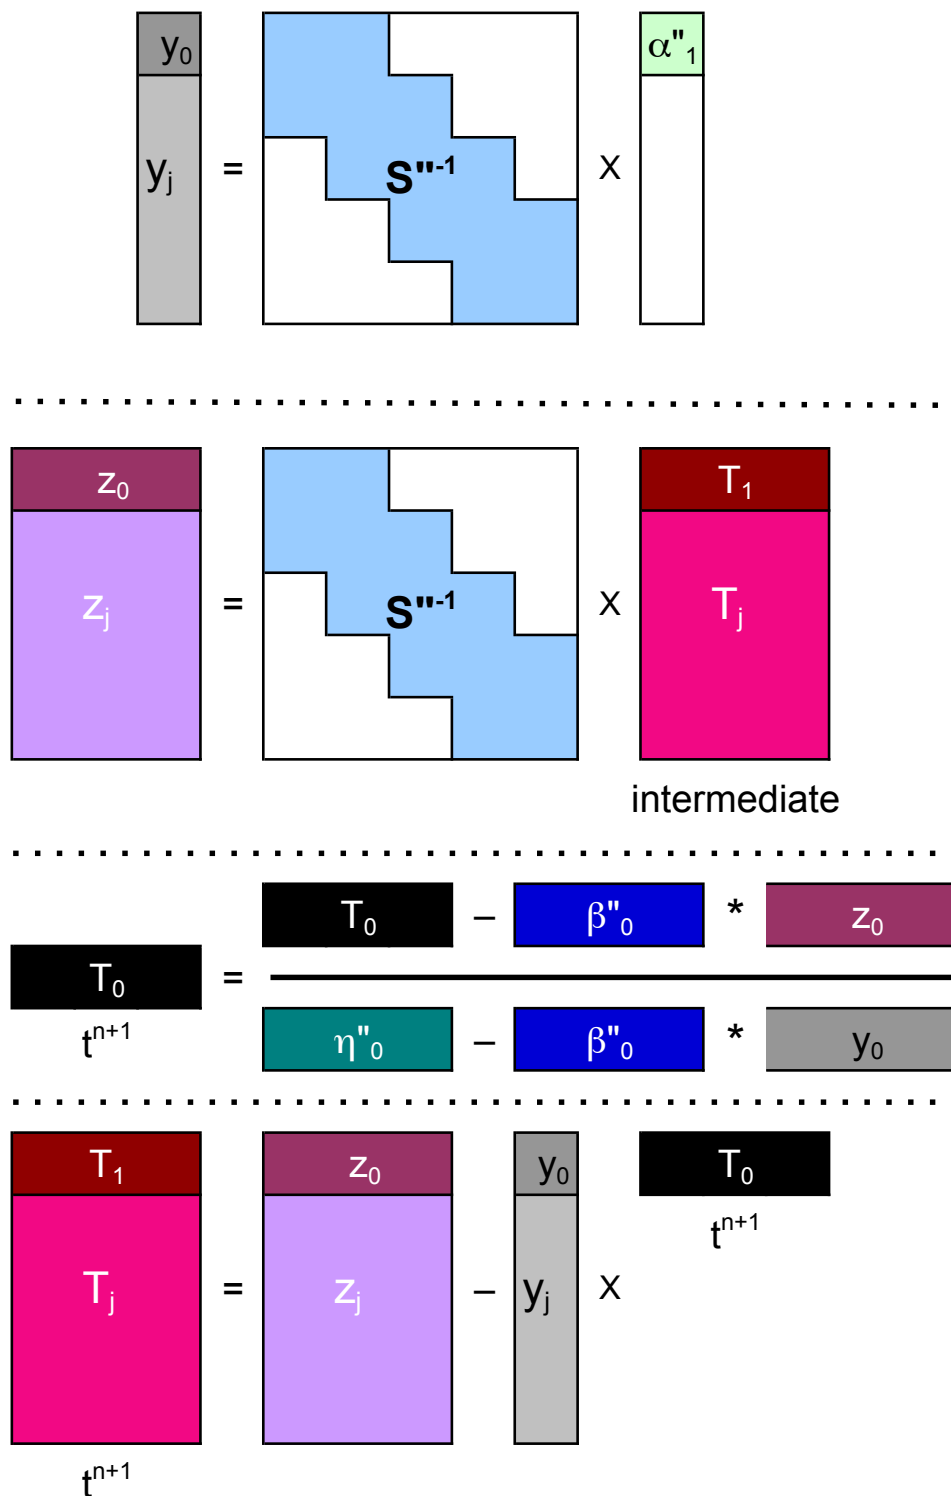 y₀ α"₁
yⱼ = S"⁻¹ X
z₀ T₁
zⱼ = S"⁻¹ X Tⱼ
intermediate
T₀ – β"₀ * z₀
T₀ =
tⁿ⁺¹ η"₀ – β"₀ * y₀
T₁ z₀ y₀ T₀
tⁿ⁺¹
Tⱼ = zⱼ – yⱼ X
tⁿ⁺¹